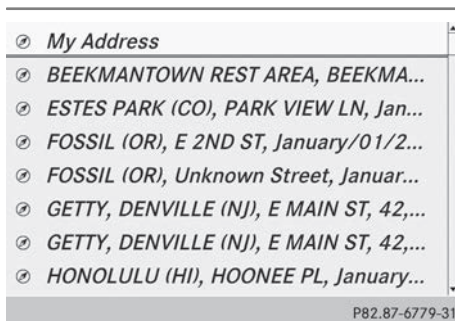 My Address
BEEKMANTOWN REST AREA, BEEKMA...
ESTES PARK (CO), PARK VIEW LN, Jan...
FOSSIL (OR), E 2ND ST, January/01/2...
FOSSIL (OR), Unknown Street, Januar...
GETTY, DENVILLE (NJ), E MAIN ST, 42,...
GETTY, DENVILLE (NJ), E MAIN ST, 42,...
HONOLULU (HI), HOONEE PL, January...
P82.87-6779-31